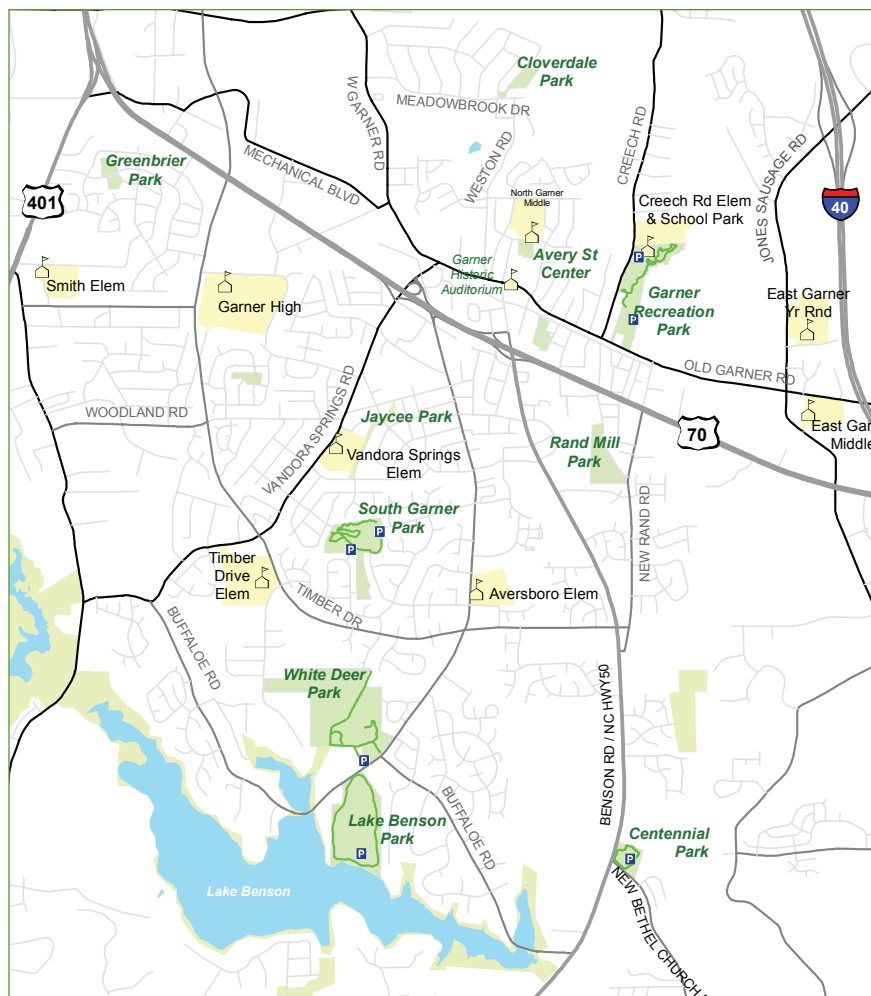 Cloverdale
Park
MEADOWBROOK DR
W GARNER RD
CREECH RD
WESTON RD
JONES SAUSAGE RD
MECHANICAL BLVD
Greenbrier
Park
401
40
North Garner
Middle
Creech Rd Elem
& School Park
P
Avery St
Center
Garner
Historic
Auditorium
Smith Elem
Garner High
Garner
Recreation
Park
P
East Garner
Yr Rnd
OLD GARNER RD
WOODLAND RD
VANDORA SPRINGS RD
Jaycee Park
Vandora Springs
Elem
Rand Mill
Park
70
East Gar
Middle
NEW RAND RD
South Garner
Park
P
P
Timber
Drive
Elem
TIMBER DR
Aversboro Elem
BUFFALOE RD
White Deer
Park
P
BENSON RD / NC HWY50
BUFFALOE RD
Lake Benson
Park
P
Centennial
Park
P
Lake Benson
NEW BETHEL CHURCH